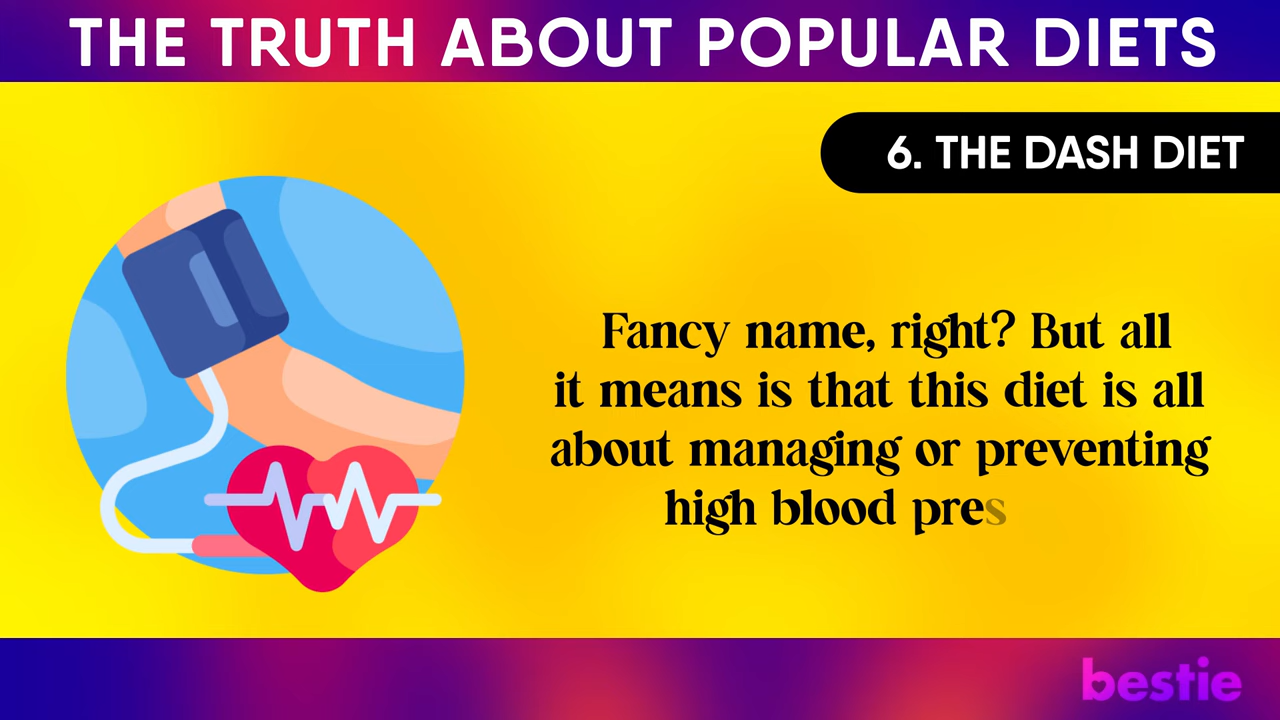 THE TRUTH ABOUT POPULAR DIETS
6. THE DASH DIET
Fancy name, right? But all
it means is that this diet is all
about managing or preventing
high blood pres
bestie